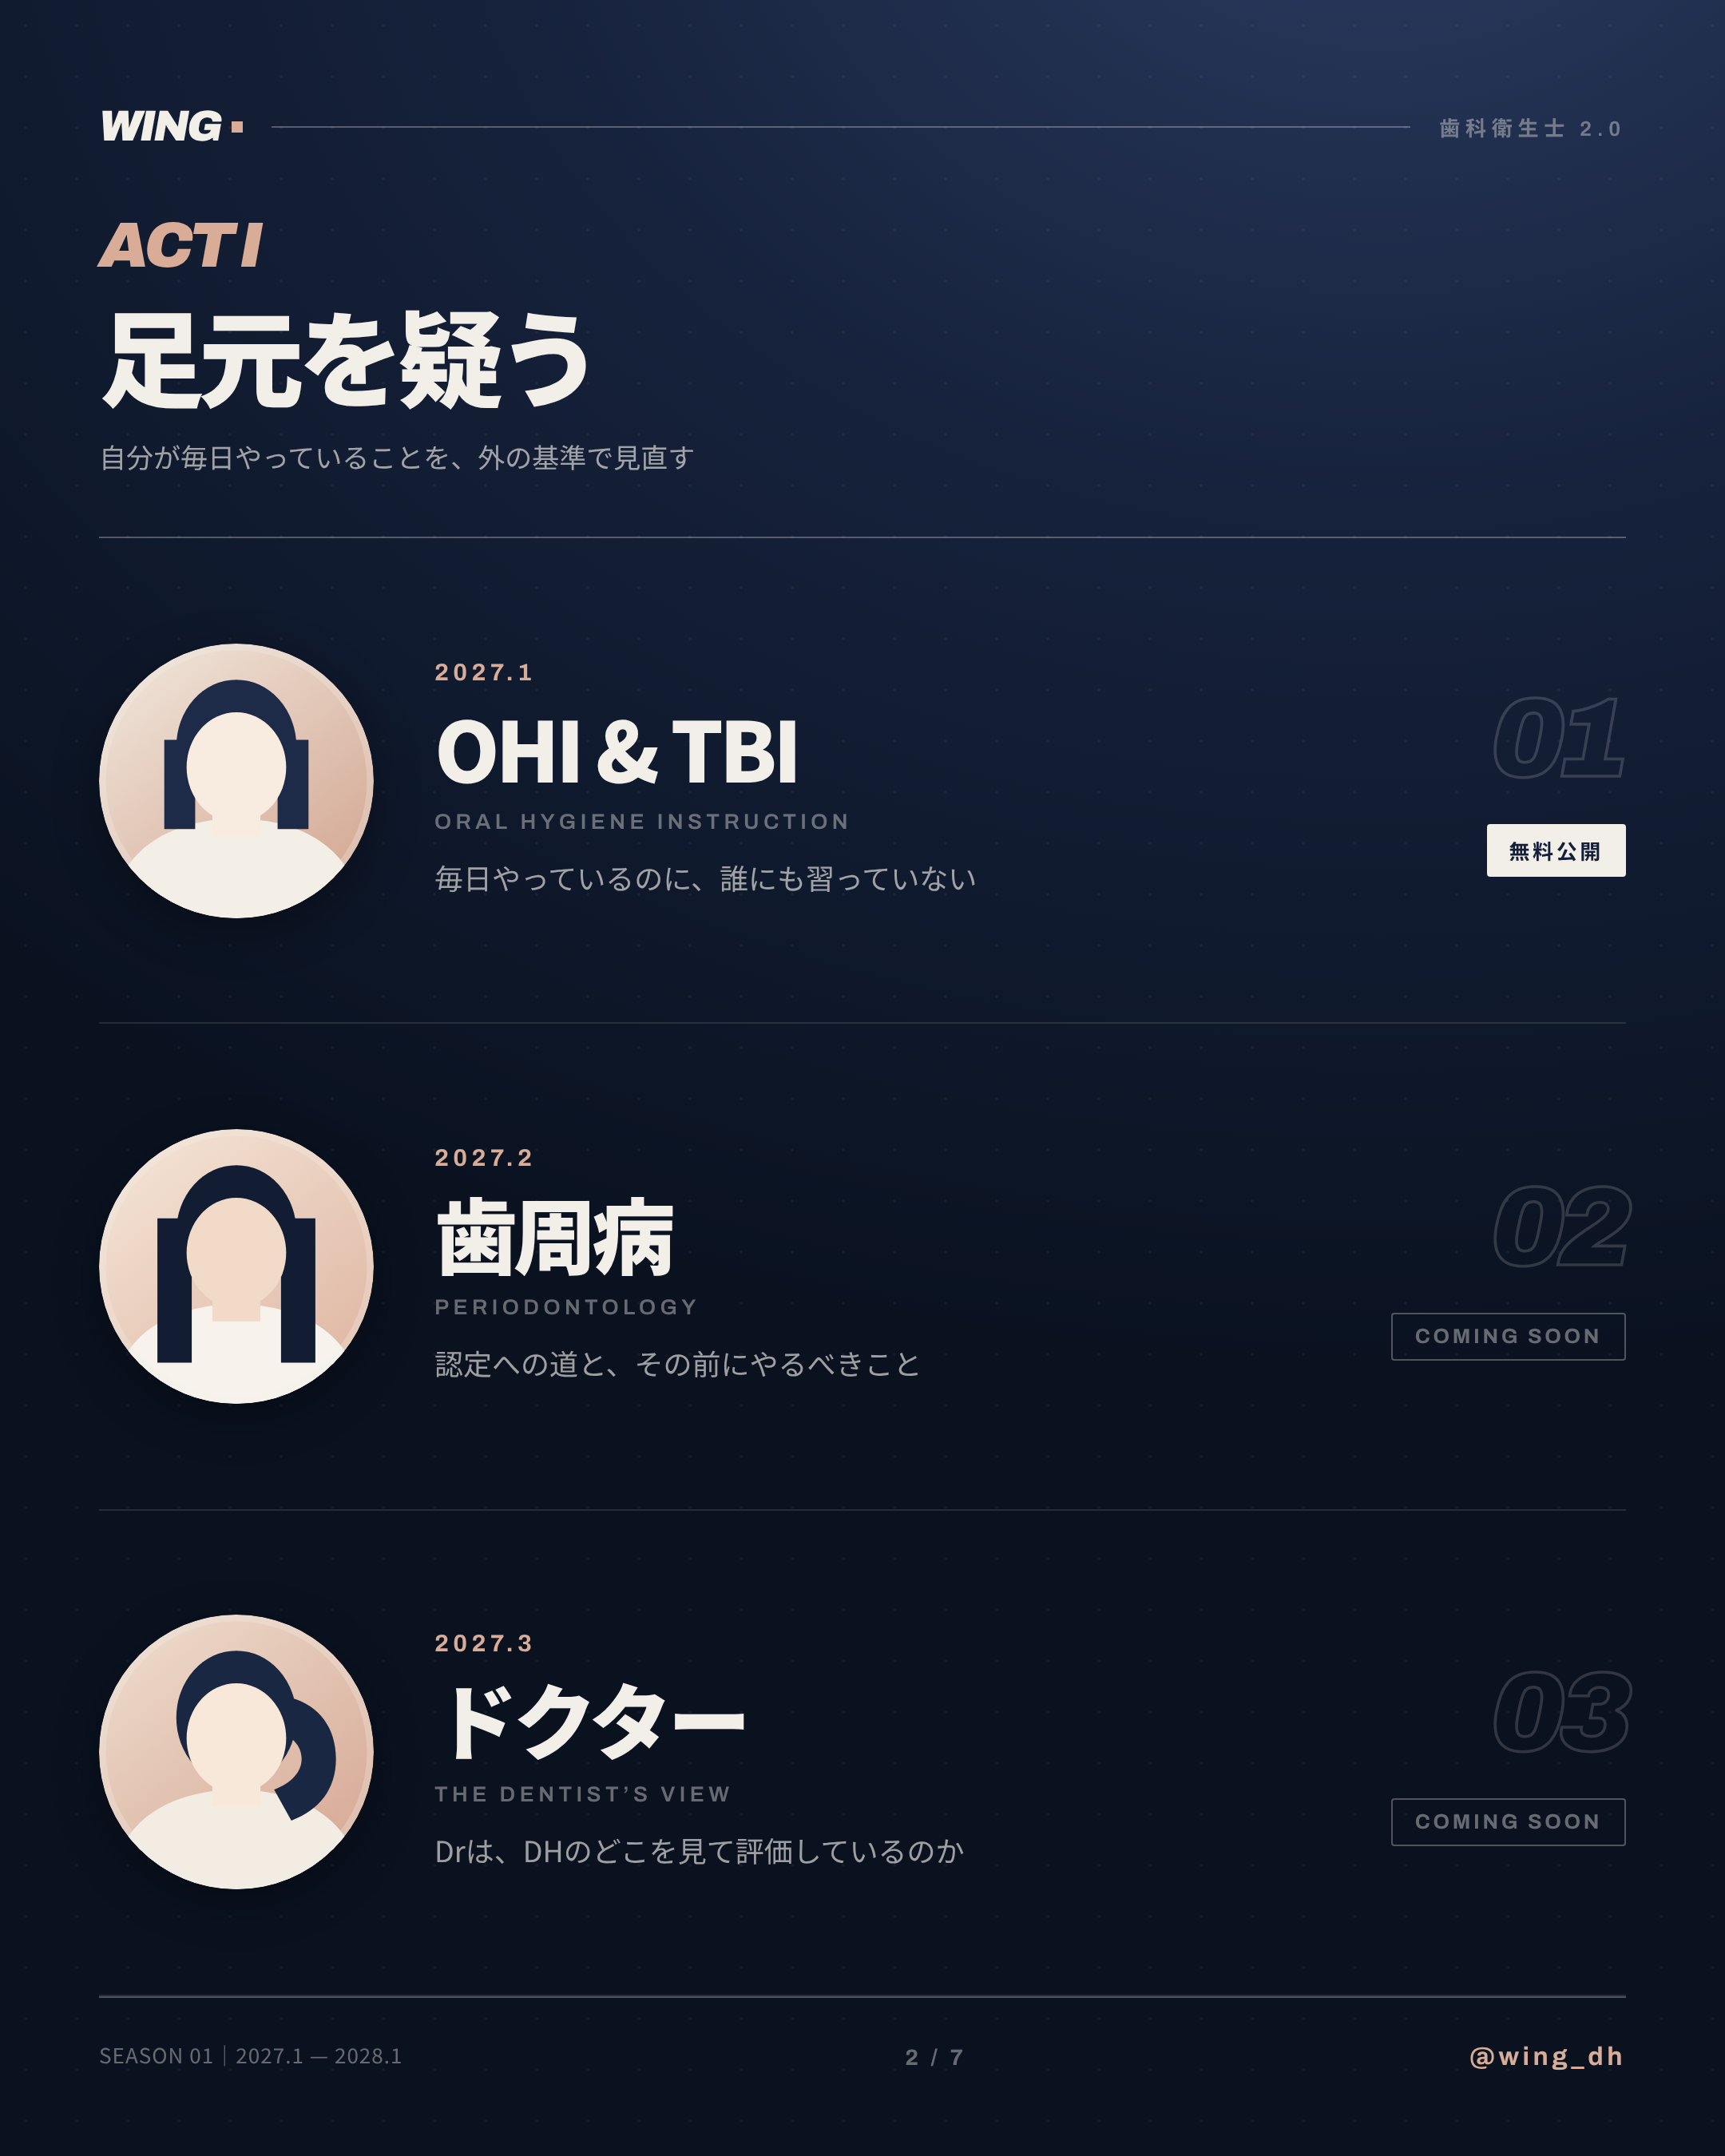 WING
歯科衛生士 2.0
ACT I
足元を疑う
自分が毎日やっていることを、外の基準で見直す
2027.1
OHI & TBI
ORAL HYGIENE INSTRUCTION
毎日やっているのに、誰にも習っていない
01
無料公開
2027.2
歯周病
PERIODONTOLOGY
認定への道と、その前にやるべきこと
02
COMING SOON
2027.3
ドクター
THE DENTIST’S VIEW
Drは、DHのどこを見て評価しているのか
03
COMING SOON
SEASON 01｜2027.1 — 2028.1
2 / 7
@wing_dh